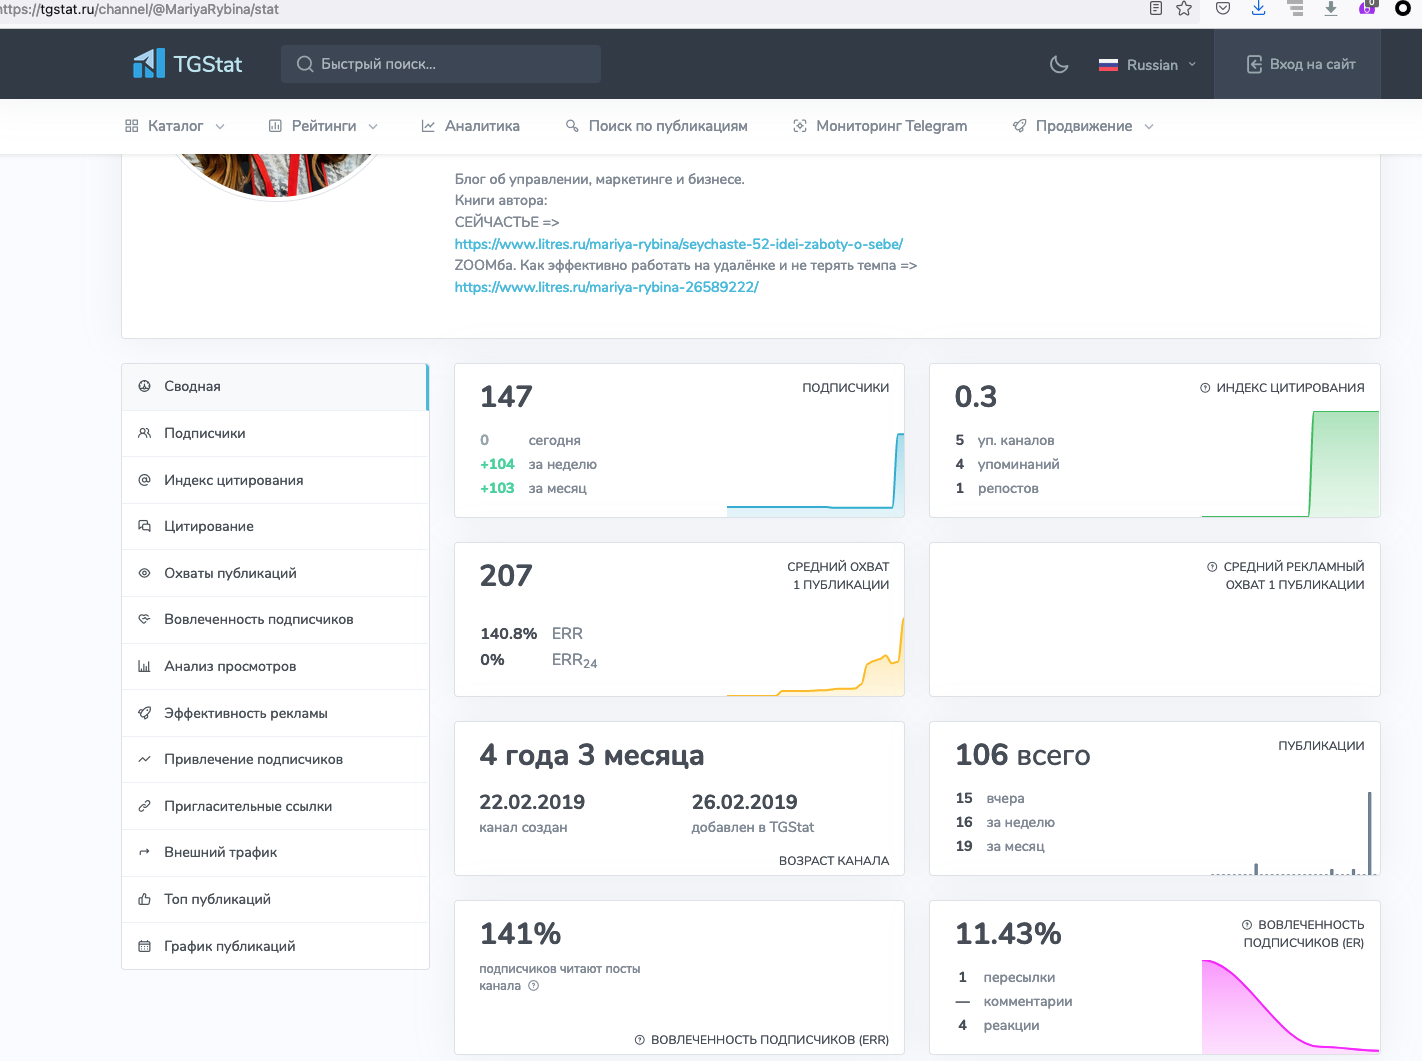 https://tgstat.ru/channel/@MariyaRybina/stat
TGStat
Быстрый поиск...
Russian
Вход на сайт
Каталог
Рейтинги
Аналитика
Поиск по публикациям
Мониторинг Telegram
Продвижение
Блог об управлении, маркетинге и бизнесе.
Книги автора:
СЕЙЧАСТЬЕ =>
https://www.litres.ru/mariya-rybina/seychaste-52-idei-zaboty-o-sebe/
ZOOMба. Как эффективно работать на удалёнке и не терять темпа =>
https://www.litres.ru/mariya-rybina-26589222/
Сводная
Подписчики
Индекс цитирования
Цитирование
Охваты публикаций
Вовлеченность подписчиков
Анализ просмотров
Эффективность рекламы
Привлечение подписчиков
Пригласительные ссылки
Внешний трафик
Топ публикаций
График публикаций
147
ПОДПИСЧИКИ
0 сегодня
+104 за неделю
+103 за месяц
0.3
ИНДЕКС ЦИТИРОВАНИЯ
5 уп. каналов
4 упоминаний
1 репостов
207
СРЕДНИЙ ОХВАТ
1 ПУБЛИКАЦИИ
140.8% ERR
0% ERR24
СРЕДНИЙ РЕКЛАМНЫЙ
ОХВАТ 1 ПУБЛИКАЦИИ
4 года 3 месяца
22.02.2019
канал создан
26.02.2019
добавлен в TGStat
ВОЗРАСТ КАНАЛА
106 всего
ПУБЛИКАЦИИ
15 вчера
16 за неделю
19 за месяц
141%
подписчиков читают посты
канала
ВОВЛЕЧЕННОСТЬ ПОДПИСЧИКОВ (ERR)
11.43%
ВОВЛЕЧЕННОСТЬ
ПОДПИСЧИКОВ (ER)
1 пересылки
— комментарии
4 реакции